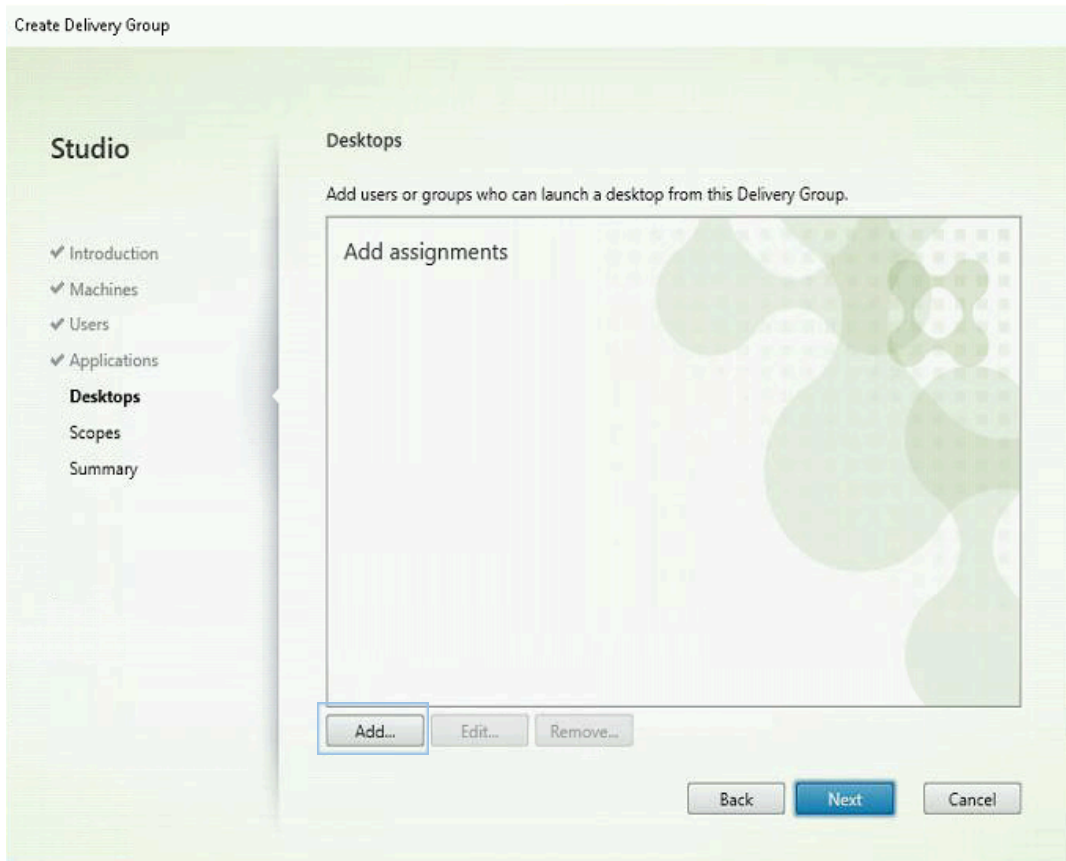 Create Delivery Group
Studio
Introduction
Machines
Users
Applications
Desktops
Scopes
Summary
Desktops
Add users or groups who can launch a desktop from this Delivery Group.
Add assignments
Add...
Edit...
Remove...
Back
Next
Cancel